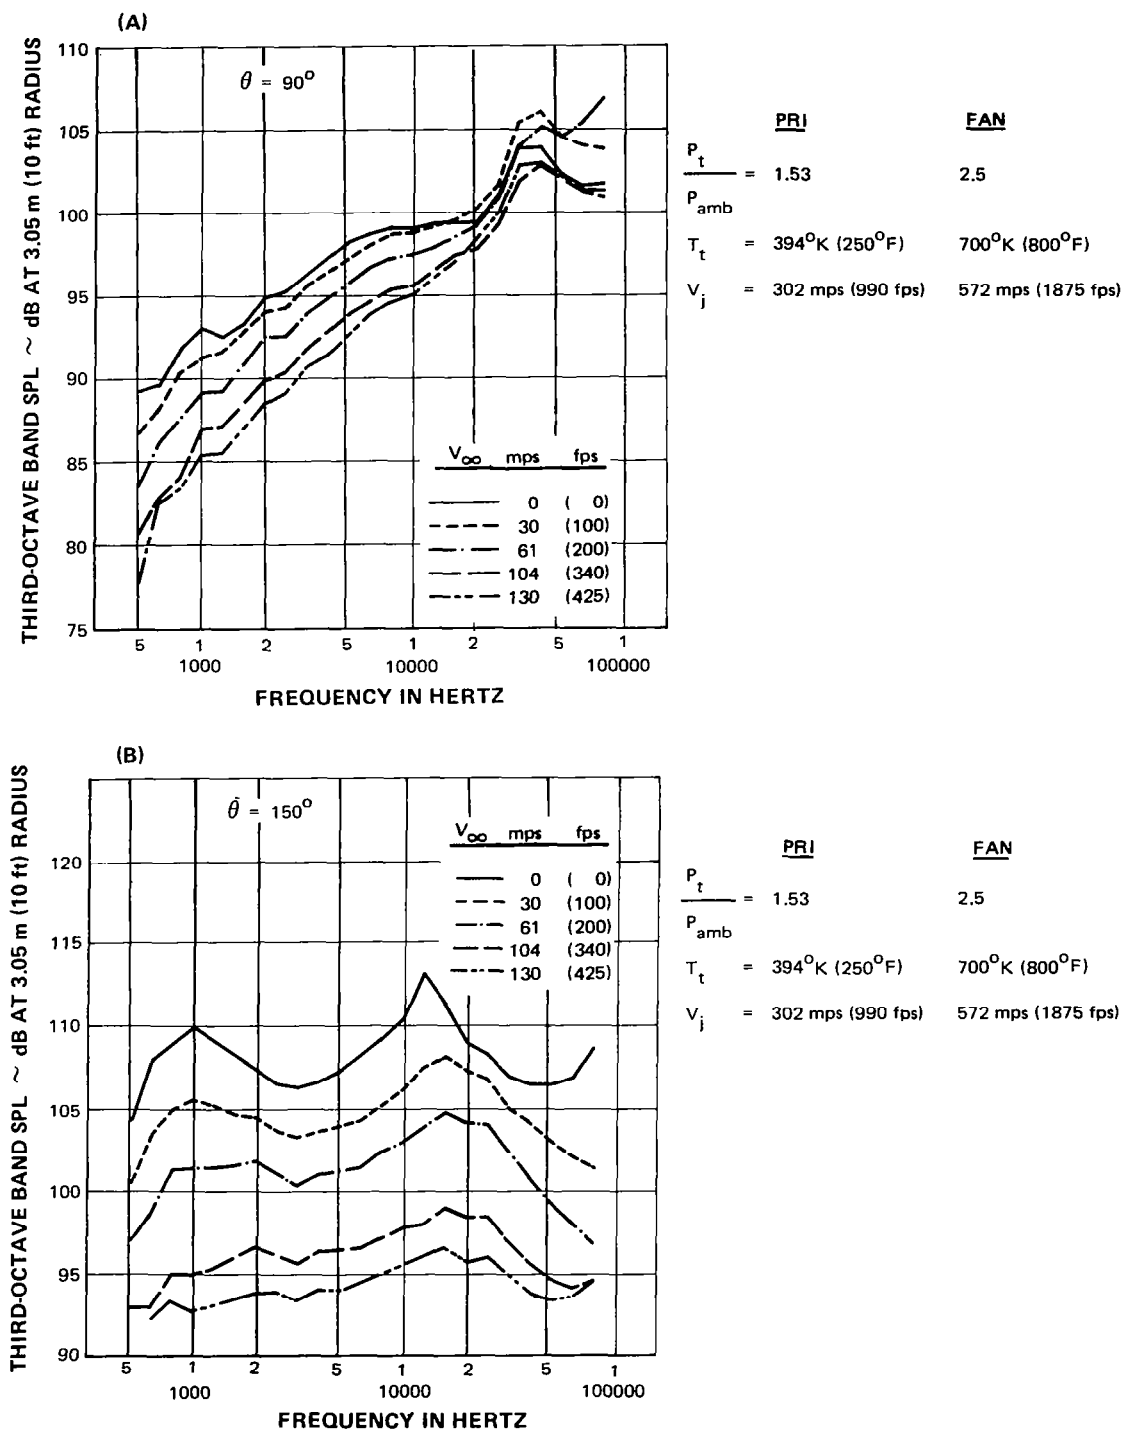 (A)
THIRD-OCTAVE BAND SPL ~ dB AT 3.05 m (10 ft) RADIUS
110
105
100
95
90
85
80
75
θ = 90°
V∞ mps fps
0 ( 0)
30 (100)
61 (200)
104 (340)
130 (425)
5 1 2 5 1 2 5 1
1000 10000 100000
FREQUENCY IN HERTZ
PRI FAN
Pt
Pamb
= 1.53 2.5
Tt = 394°K (250°F) 700°K (800°F)
Vj = 302 mps (990 fps) 572 mps (1875 fps)
(B)
THIRD-OCTAVE BAND SPL ~ dB AT 3.05 m (10 ft) RADIUS
120
115
110
105
100
95
90
θ = 150°
V∞ mps fps
0 ( 0)
30 (100)
61 (200)
104 (340)
130 (425)
5 1 2 5 1 2 5 1
1000 10000 100000
FREQUENCY IN HERTZ
PRI FAN
Pt
Pamb
= 1.53 2.5
Tt = 394°K (250°F) 700°K (800°F)
Vj = 302 mps (990 fps) 572 mps (1875 fps)